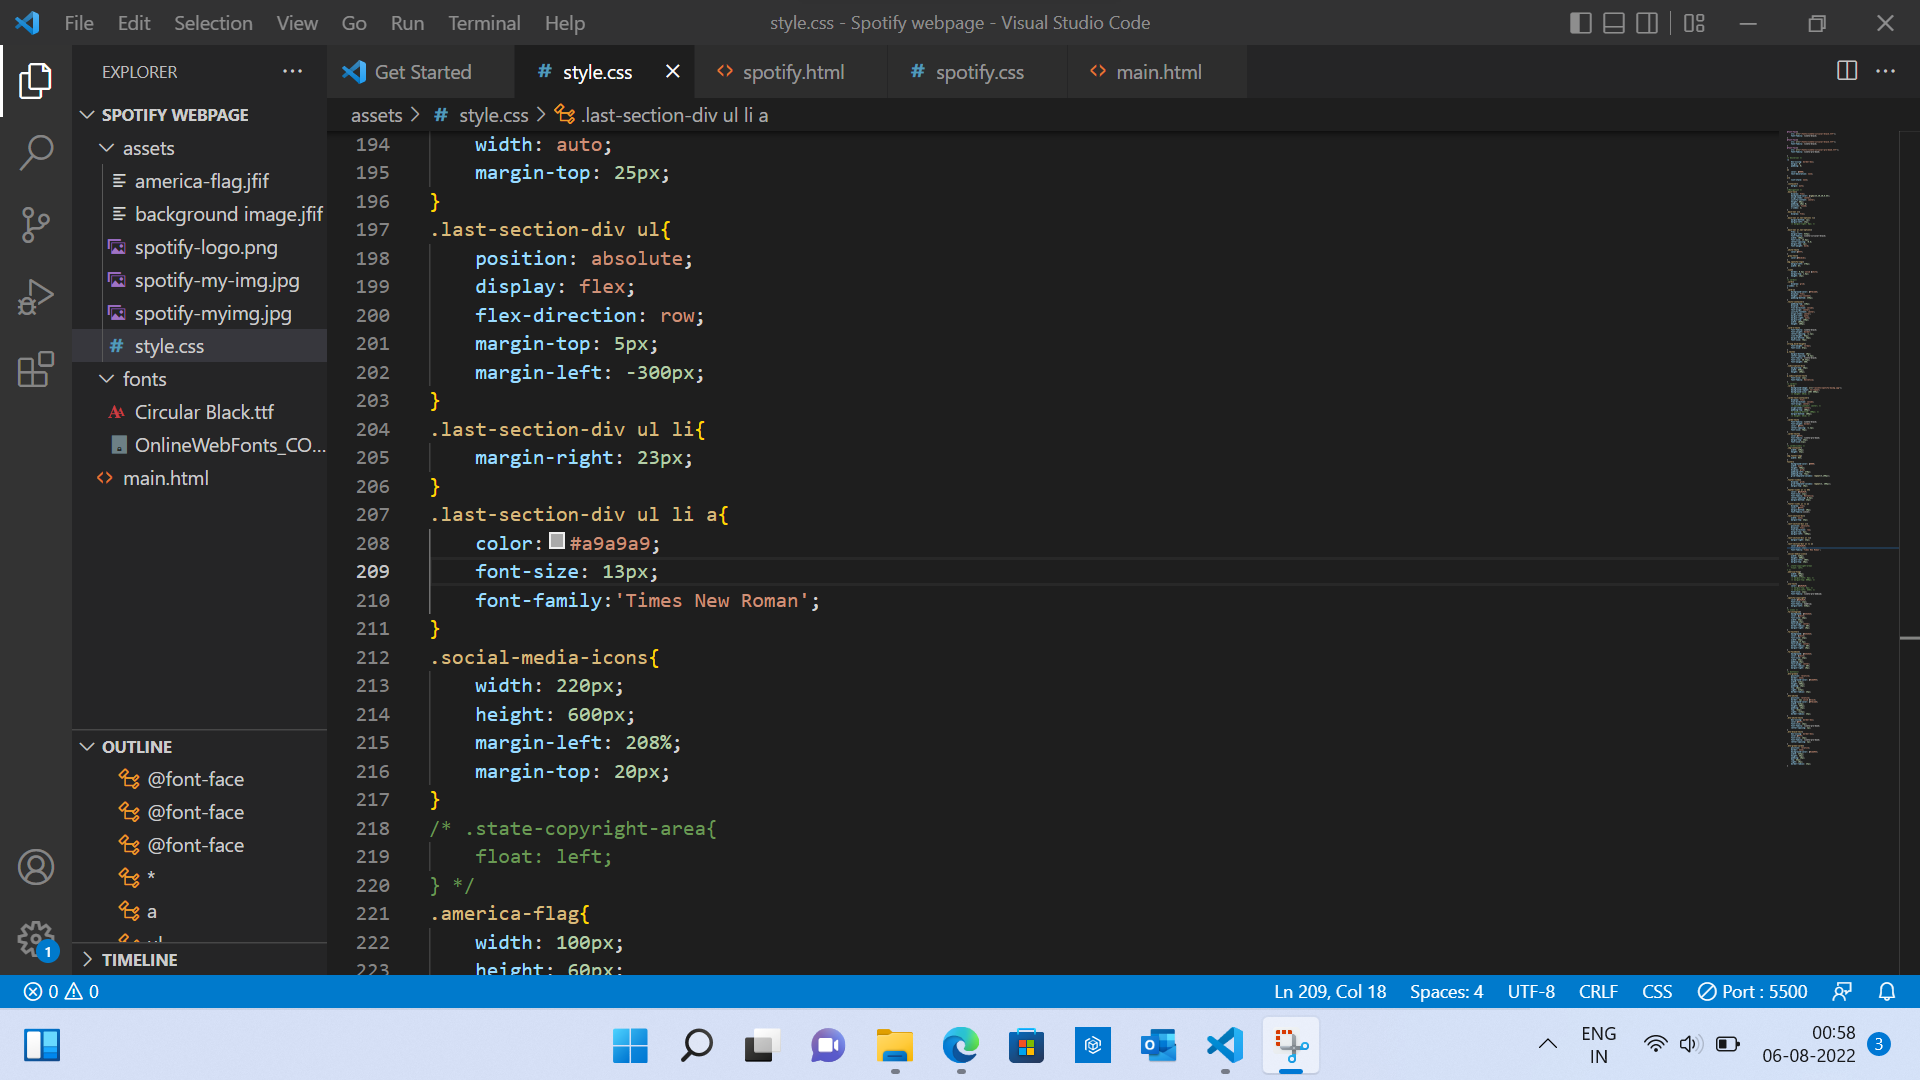 File Edit Selection View Go Run Terminal Help
style.css - Spotify webpage - Visual Studio Code
EXPLORER
SPOTIFY WEBPAGE
assets
america-flag.jfif
background image.jfif
spotify-logo.png
spotify-my-img.jpg
spotify-myimg.jpg
# style.css
fonts
Circular Black.ttf
OnlineWebFonts_CO...
main.html
OUTLINE
@font-face
@font-face
@font-face
*
a
ul
TIMELINE
Get Started # style.css spotify.html # spotify.css main.html
assets > # style.css > .last-section-div ul li a
194 width: auto;
195 margin-top: 25px;
196 }
197 .last-section-div ul{
198 position: absolute;
199 display: flex;
200 flex-direction: row;
201 margin-top: 5px;
202 margin-left: -300px;
203 }
204 .last-section-div ul li{
205 margin-right: 23px;
206 }
207 .last-section-div ul li a{
208 color: #a9a9a9;
209 font-size: 13px;
210 font-family:'Times New Roman';
211 }
212 .social-media-icons{
213 width: 220px;
214 height: 600px;
215 margin-left: 208%;
216 margin-top: 20px;
217 }
218 /* .state-copyright-area{
219 float: left;
220 } */
221 .america-flag{
222 width: 100px;
223 height: 60px;
1
0 0
Ln 209, Col 18 Spaces: 4 UTF-8 CRLF CSS Port : 5500
ENG
IN
00:58
06-08-2022
3